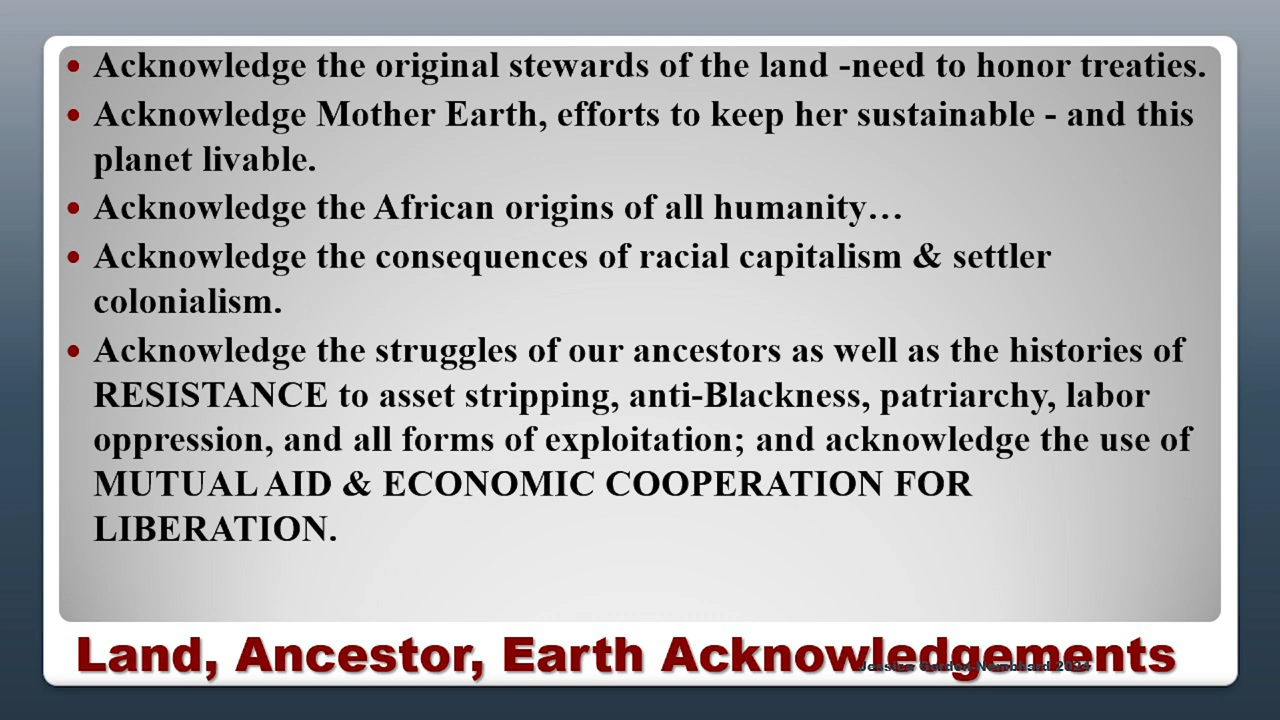 • Acknowledge the original stewards of the land -need to honor treaties.
• Acknowledge Mother Earth, efforts to keep her sustainable - and this
planet livable.
• Acknowledge the African origins of all humanity…
• Acknowledge the consequences of racial capitalism & settler
colonialism.
• Acknowledge the struggles of our ancestors as well as the histories of
RESISTANCE to asset stripping, anti-Blackness, patriarchy, labor
oppression, and all forms of exploitation; and acknowledge the use of
MUTUAL AID & ECONOMIC COOPERATION FOR
LIBERATION.
Land, Ancestor, Earth Acknowledgements